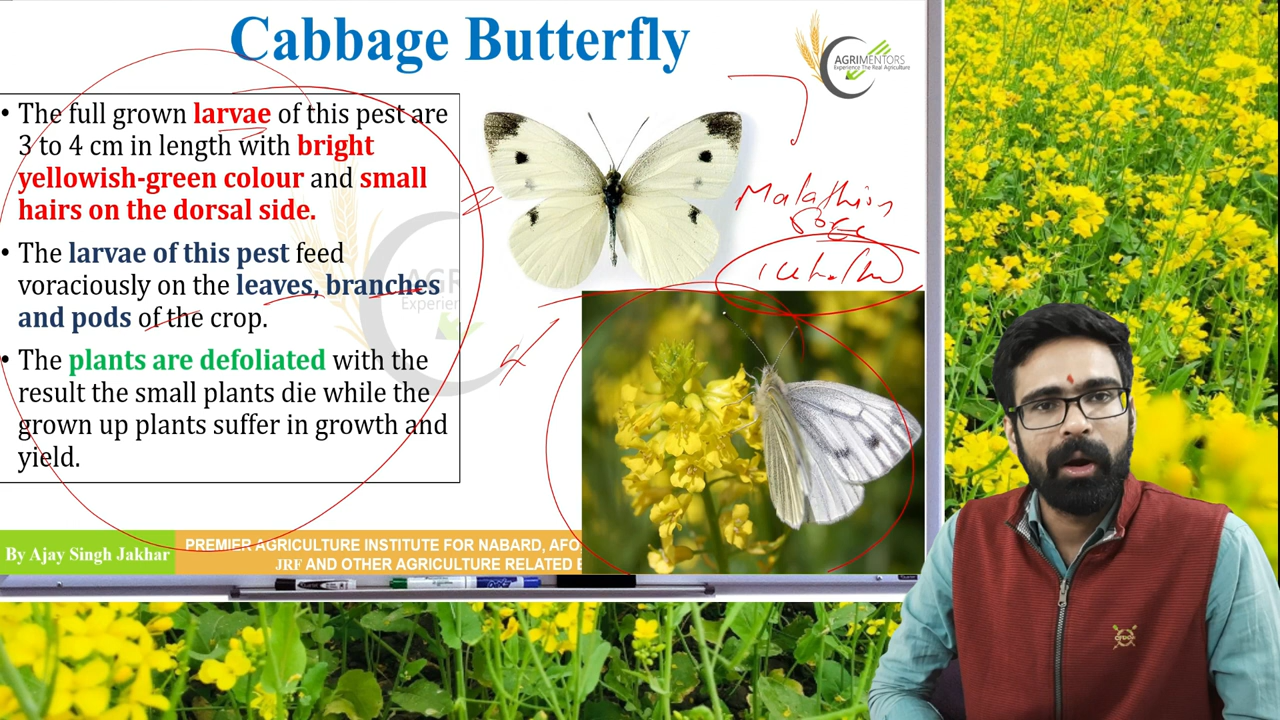 Cabbage Butterfly
AGRIMENTORS
Experience The Real Agriculture
• The full grown larvae of this pest are
3 to 4 cm in length with bright
yellowish-green colour and small
hairs on the dorsal side.
• The larvae of this pest feed
voraciously on the leaves, branches
and pods of the crop.
• The plants are defoliated with the
result the small plants die while the
grown up plants suffer in growth and
yield.
AGR
Experien
Malathion
By Ajay Singh Jakhar
PREMIER AGRICULTURE INSTITUTE FOR NABARD, AFO
JRF AND OTHER AGRICULTURE RELATED E